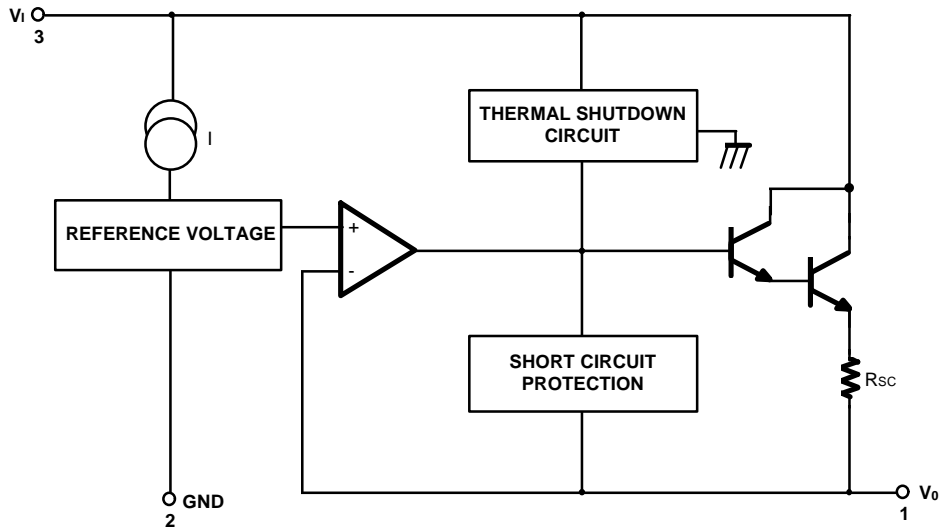 VI
3
THERMAL SHUTDOWN
CIRCUIT
I
REFERENCE VOLTAGE
+
-
SHORT CIRCUIT
PROTECTION
RSC
GND
2
V0
1